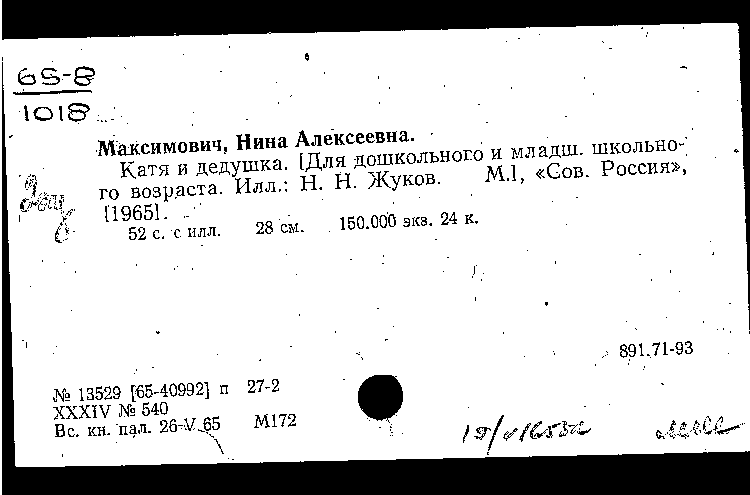 65-8
1018
Максимович, Нина Алексеевна.
Катя и дедушка. [Для дошкольного и младш. школьно-
го возраста. Илл.: Н. Н. Жуков. М.], «Сов. Россия»,
[1965].
52 с. с илл. 28 см. 150.000 экз. 24 к.
891.71-93
№ 13529 [65-40992] п 27-2
XXXIV № 540
Вс. кн. пал. 26-V-65 М172